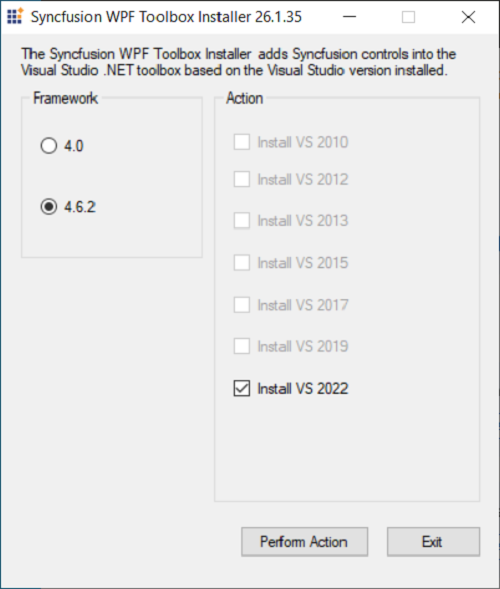 Syncfusion WPF Toolbox Installer 26.1.35
The Syncfusion WPF Toolbox Installer adds Syncfusion controls into the
Visual Studio .NET toolbox based on the Visual Studio version installed.
Framework
4.0
4.6.2
Action
Install VS 2010
Install VS 2012
Install VS 2013
Install VS 2015
Install VS 2017
Install VS 2019
Install VS 2022
Perform Action
Exit